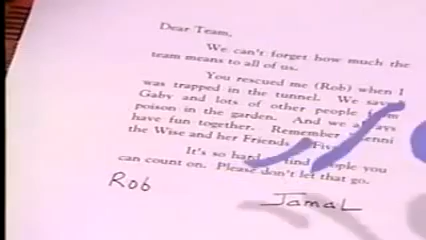 Dear Team,
We can't forget how much the
team means to all of us.
You rescued me (Rob) when I
was trapped in the tunnel. We
Gaby and lots of other people
poison in the garden. And we
have fun together. Remember
the Wise and her Friends
It's so hard you
can count on. Please don't let that go.
Rob
Jamal